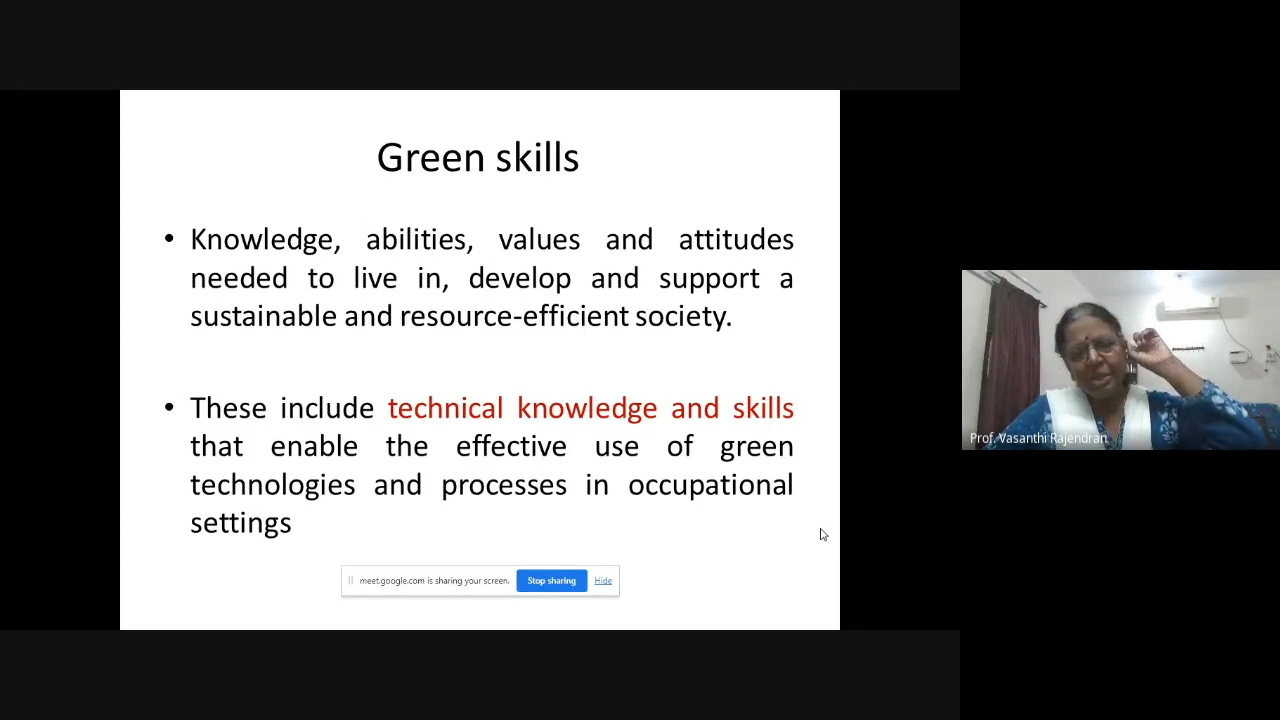 Green skills
• Knowledge, abilities, values and attitudes
needed to live in, develop and support a
sustainable and resource-efficient society.
• These include technical knowledge and skills
that enable the effective use of green
technologies and processes in occupational
settings
meet.google.com is sharing your screen. Stop sharing Hide
Prof. Vasanthi Rajendran